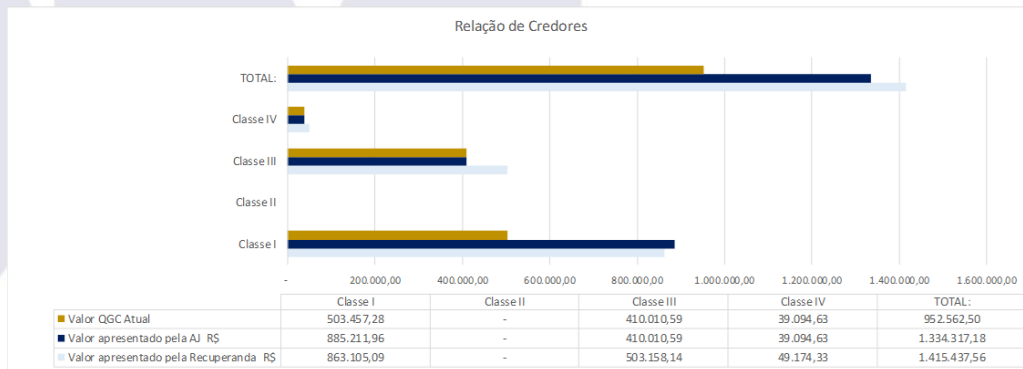 Relação de Credores
TOTAL:
Classe IV
Classe III
Classe II
Classe I
- 200.000,00 400.000,00 600.000,00 800.000,00 1.000.000,00 1.200.000,00 1.400.000,00 1.600.000,00
Classe I Classe II Classe III Classe IV TOTAL:
Valor QGC Atual 503.457,28 - 410.010,59 39.094,63 952.562,50
Valor apresentado pela AJ R$ 885.211,96 - 410.010,59 39.094,63 1.334.317,18
Valor apresentado pela Recuperanda R$ 863.105,09 - 503.158,14 49.174,33 1.415.437,56